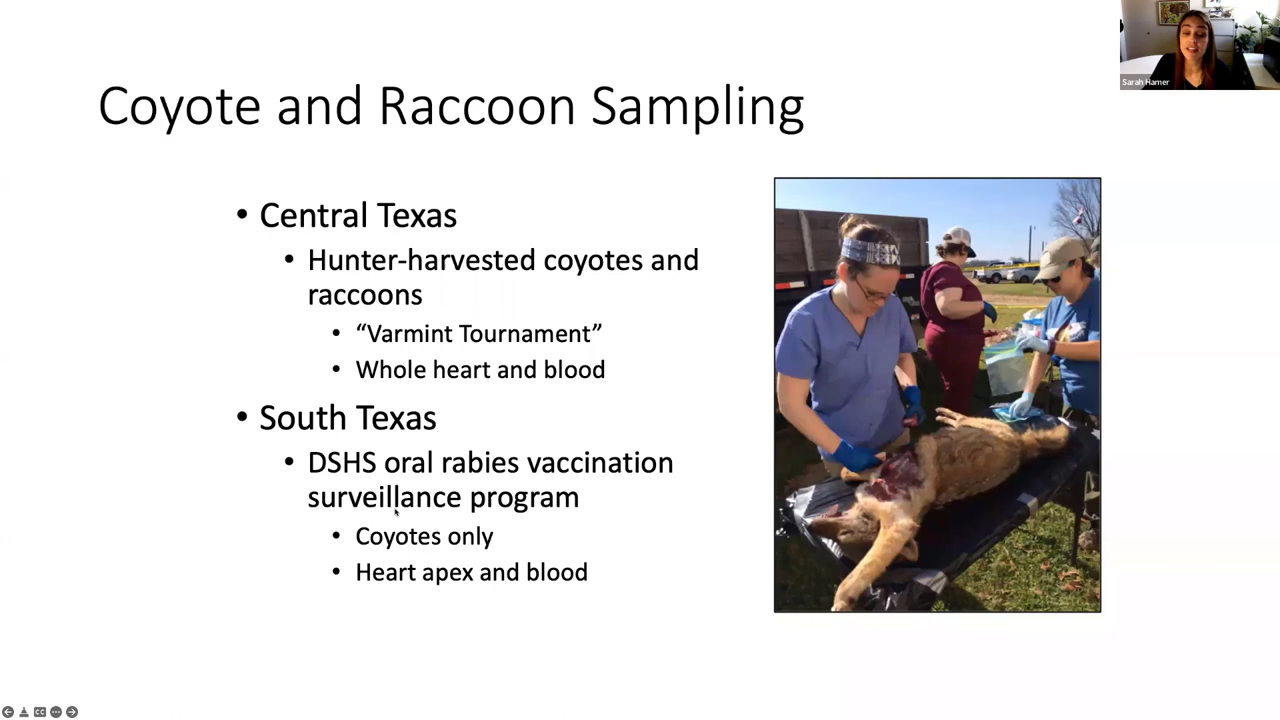 Sarah Hamer
Coyote and Raccoon Sampling
• Central Texas
• Hunter-harvested coyotes and
raccoons
• “Varmint Tournament”
• Whole heart and blood
• South Texas
• DSHS oral rabies vaccination
surveillance program
• Coyotes only
• Heart apex and blood